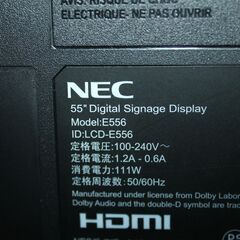 AVIS: RISQUE DE CHOC
ELECTRIQUE-NE PAS OUVRIR
NEC
55" Digital Signage Display
Model:E556
ID:LCD-E556
定格電圧:100-240V～
定格電流:1.2A - 0.6A
消費電力:111W
定格周波数:50/60Hz
Manufactured under license from Dolby Labor
Dolby Audio and the double-D symbol are trad
HDMI